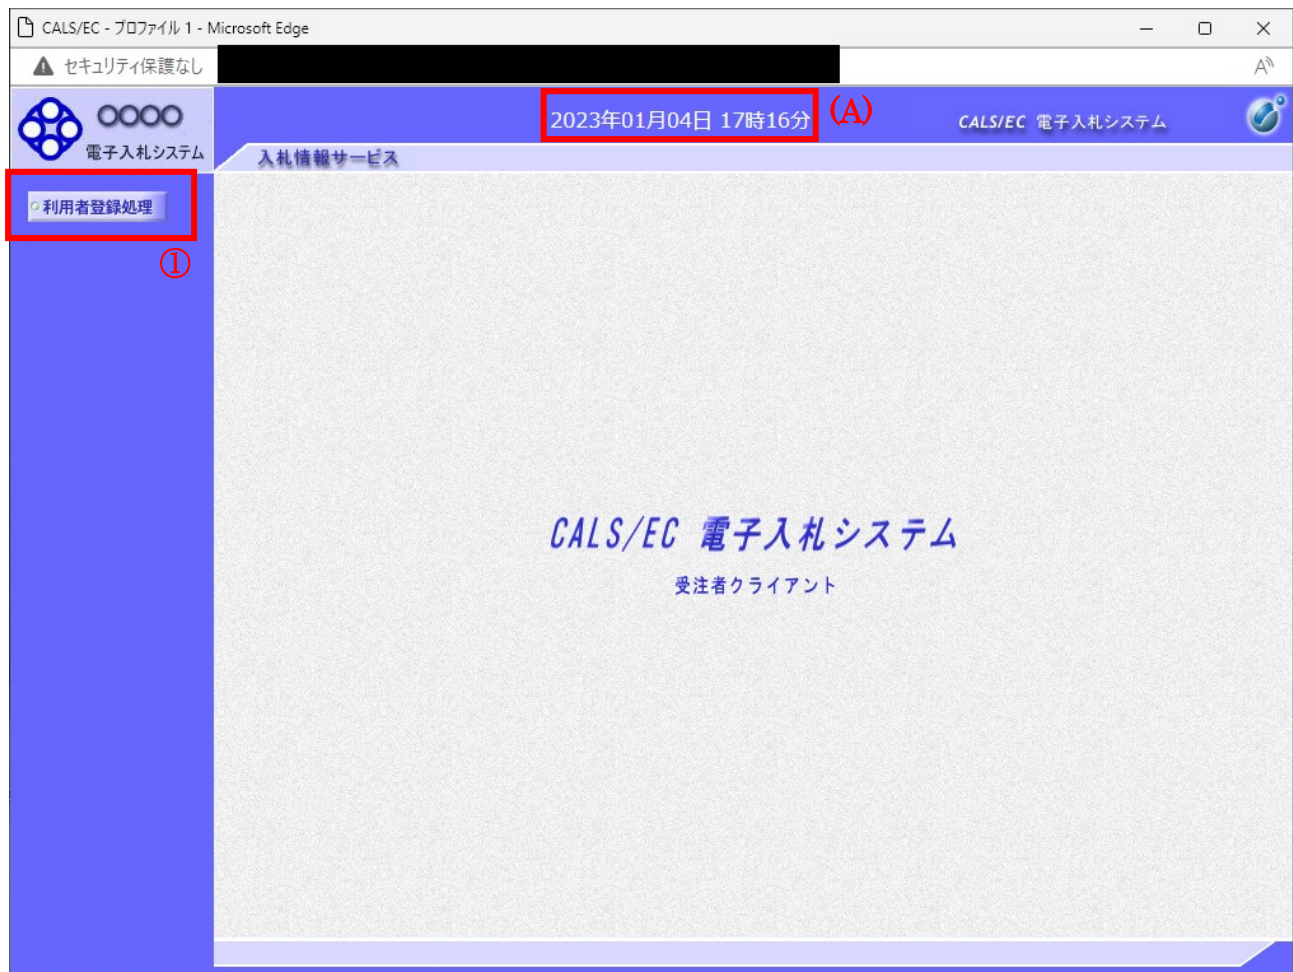 CALS/EC - プロファイル 1 - Microsoft Edge
セキュリティ保護なし
○○○○
電子入札システム
2023年01月04日 17時16分
(A)
CALS/EC 電子入札システム
入札情報サービス
利用者登録処理
①
CALS/EC 電子入札システム
受注者クライアント